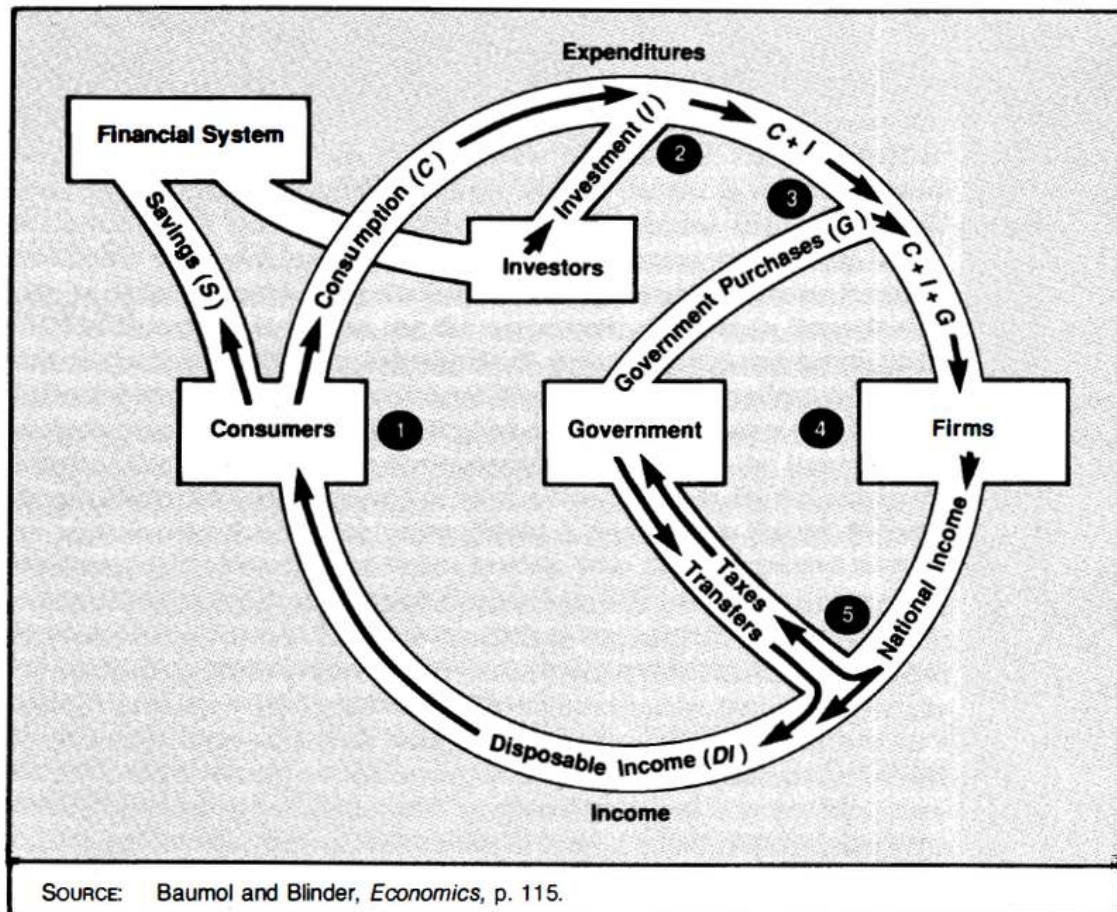 Expenditures
Financial System
Savings (S)
Consumption (C)
Investment (I)
2
C + I
3
Investors
Government Purchases (G)
C + I + G
Consumers
1
Government
4
Firms
Taxes
Transfers
5
National Income
Disposable Income (DI)
Income
SOURCE: Baumol and Blinder, Economics, p. 115.